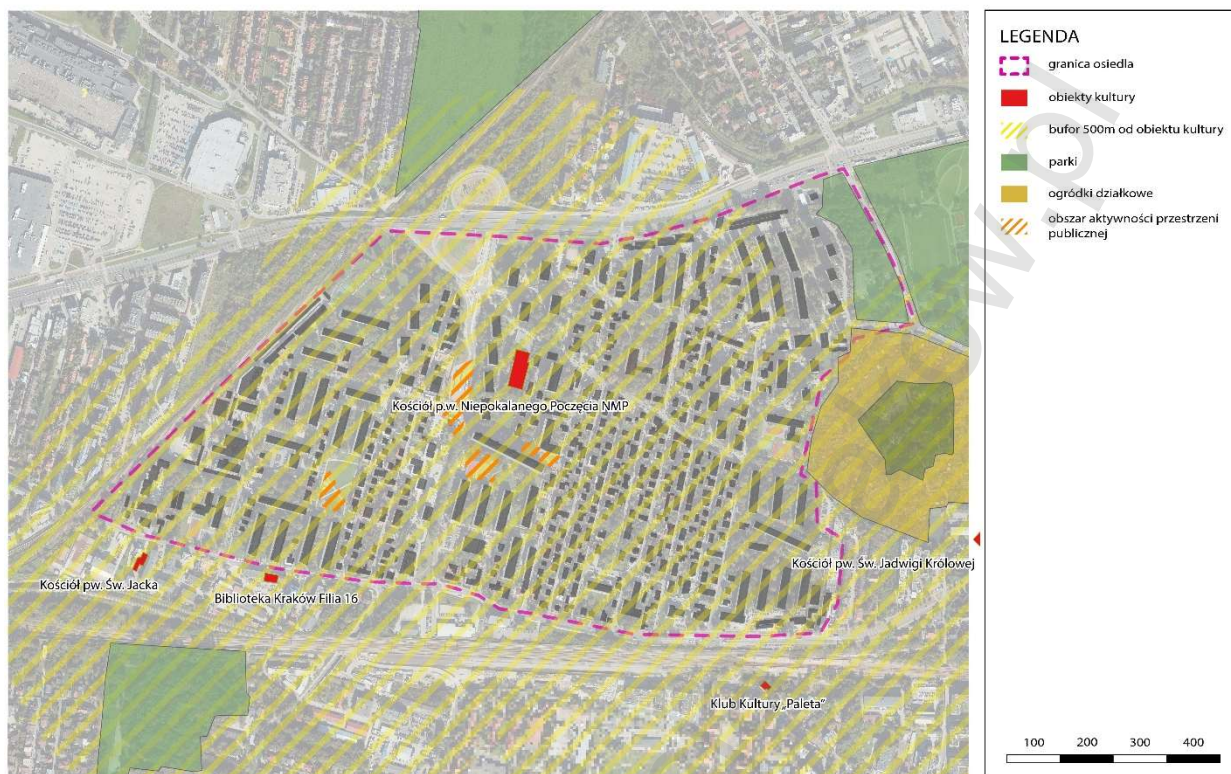 LEGENDA
granica osiedla
obiekty kultury
bufor 500m od obiektu kultury
parki
ogródki działkowe
obszar aktywności przestrzeni
publicznej
Kościół p.w. Niepokalanego Poczęcia NMP
Kościół pw. Św. Jacka
Biblioteka Kraków Filia 16
Kościół pw. Św. Jadwigi Królowej
Klub Kultury „Paleta"
100 200 300 400